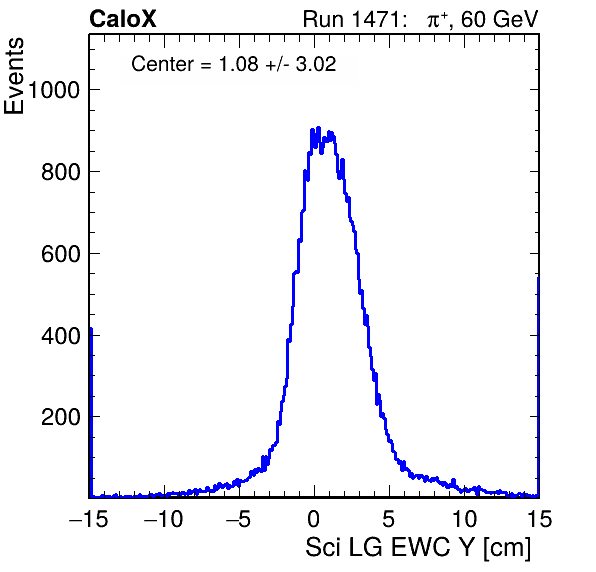 CaloX Run 1471: π⁺, 60 GeV
Center = 1.08 +/- 3.02
Events
1000
800
600
400
200
−15 −10 −5 0 5 10 15
Sci LG EWC Y [cm]